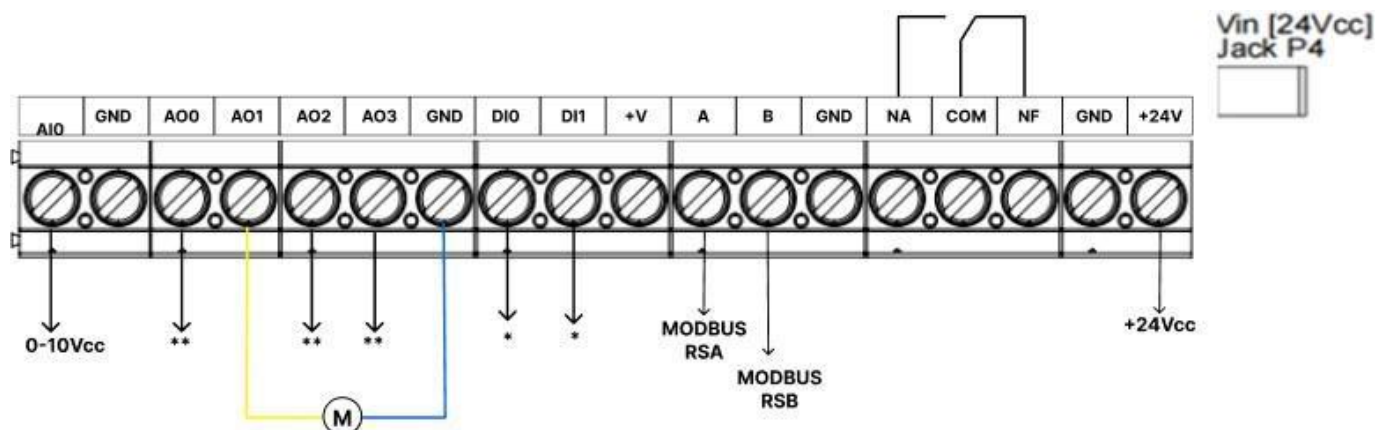 Vin [24Vcc]
Jack P4
AI0 GND AO0 AO1 AO2 AO3 GND DI0 DI1 +V A B GND NA COM NF GND +24V
0-10Vcc ** ** ** * * MODBUS RSA MODBUS RSB +24Vcc
M